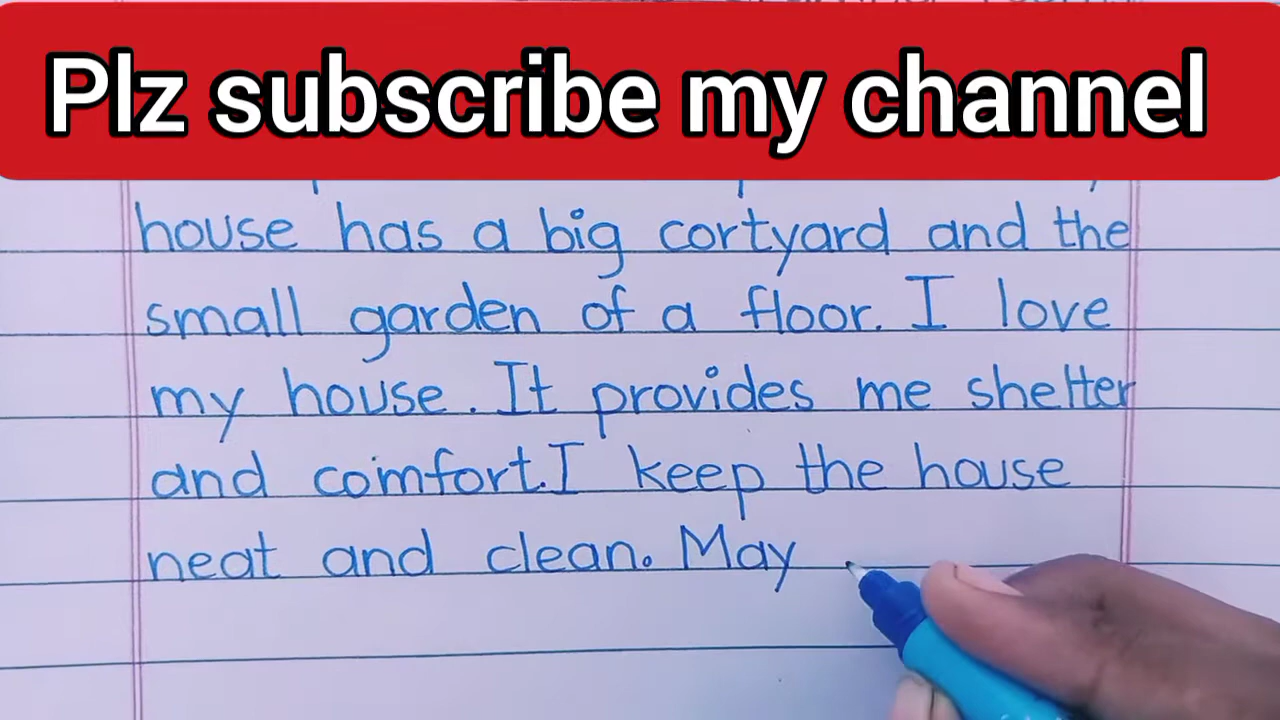 Plz subscribe my channel
house has a big cortyard and the
small garden of a floor. I love
my house. It provides me shelter
and comfort. I keep the house
neat and clean. May